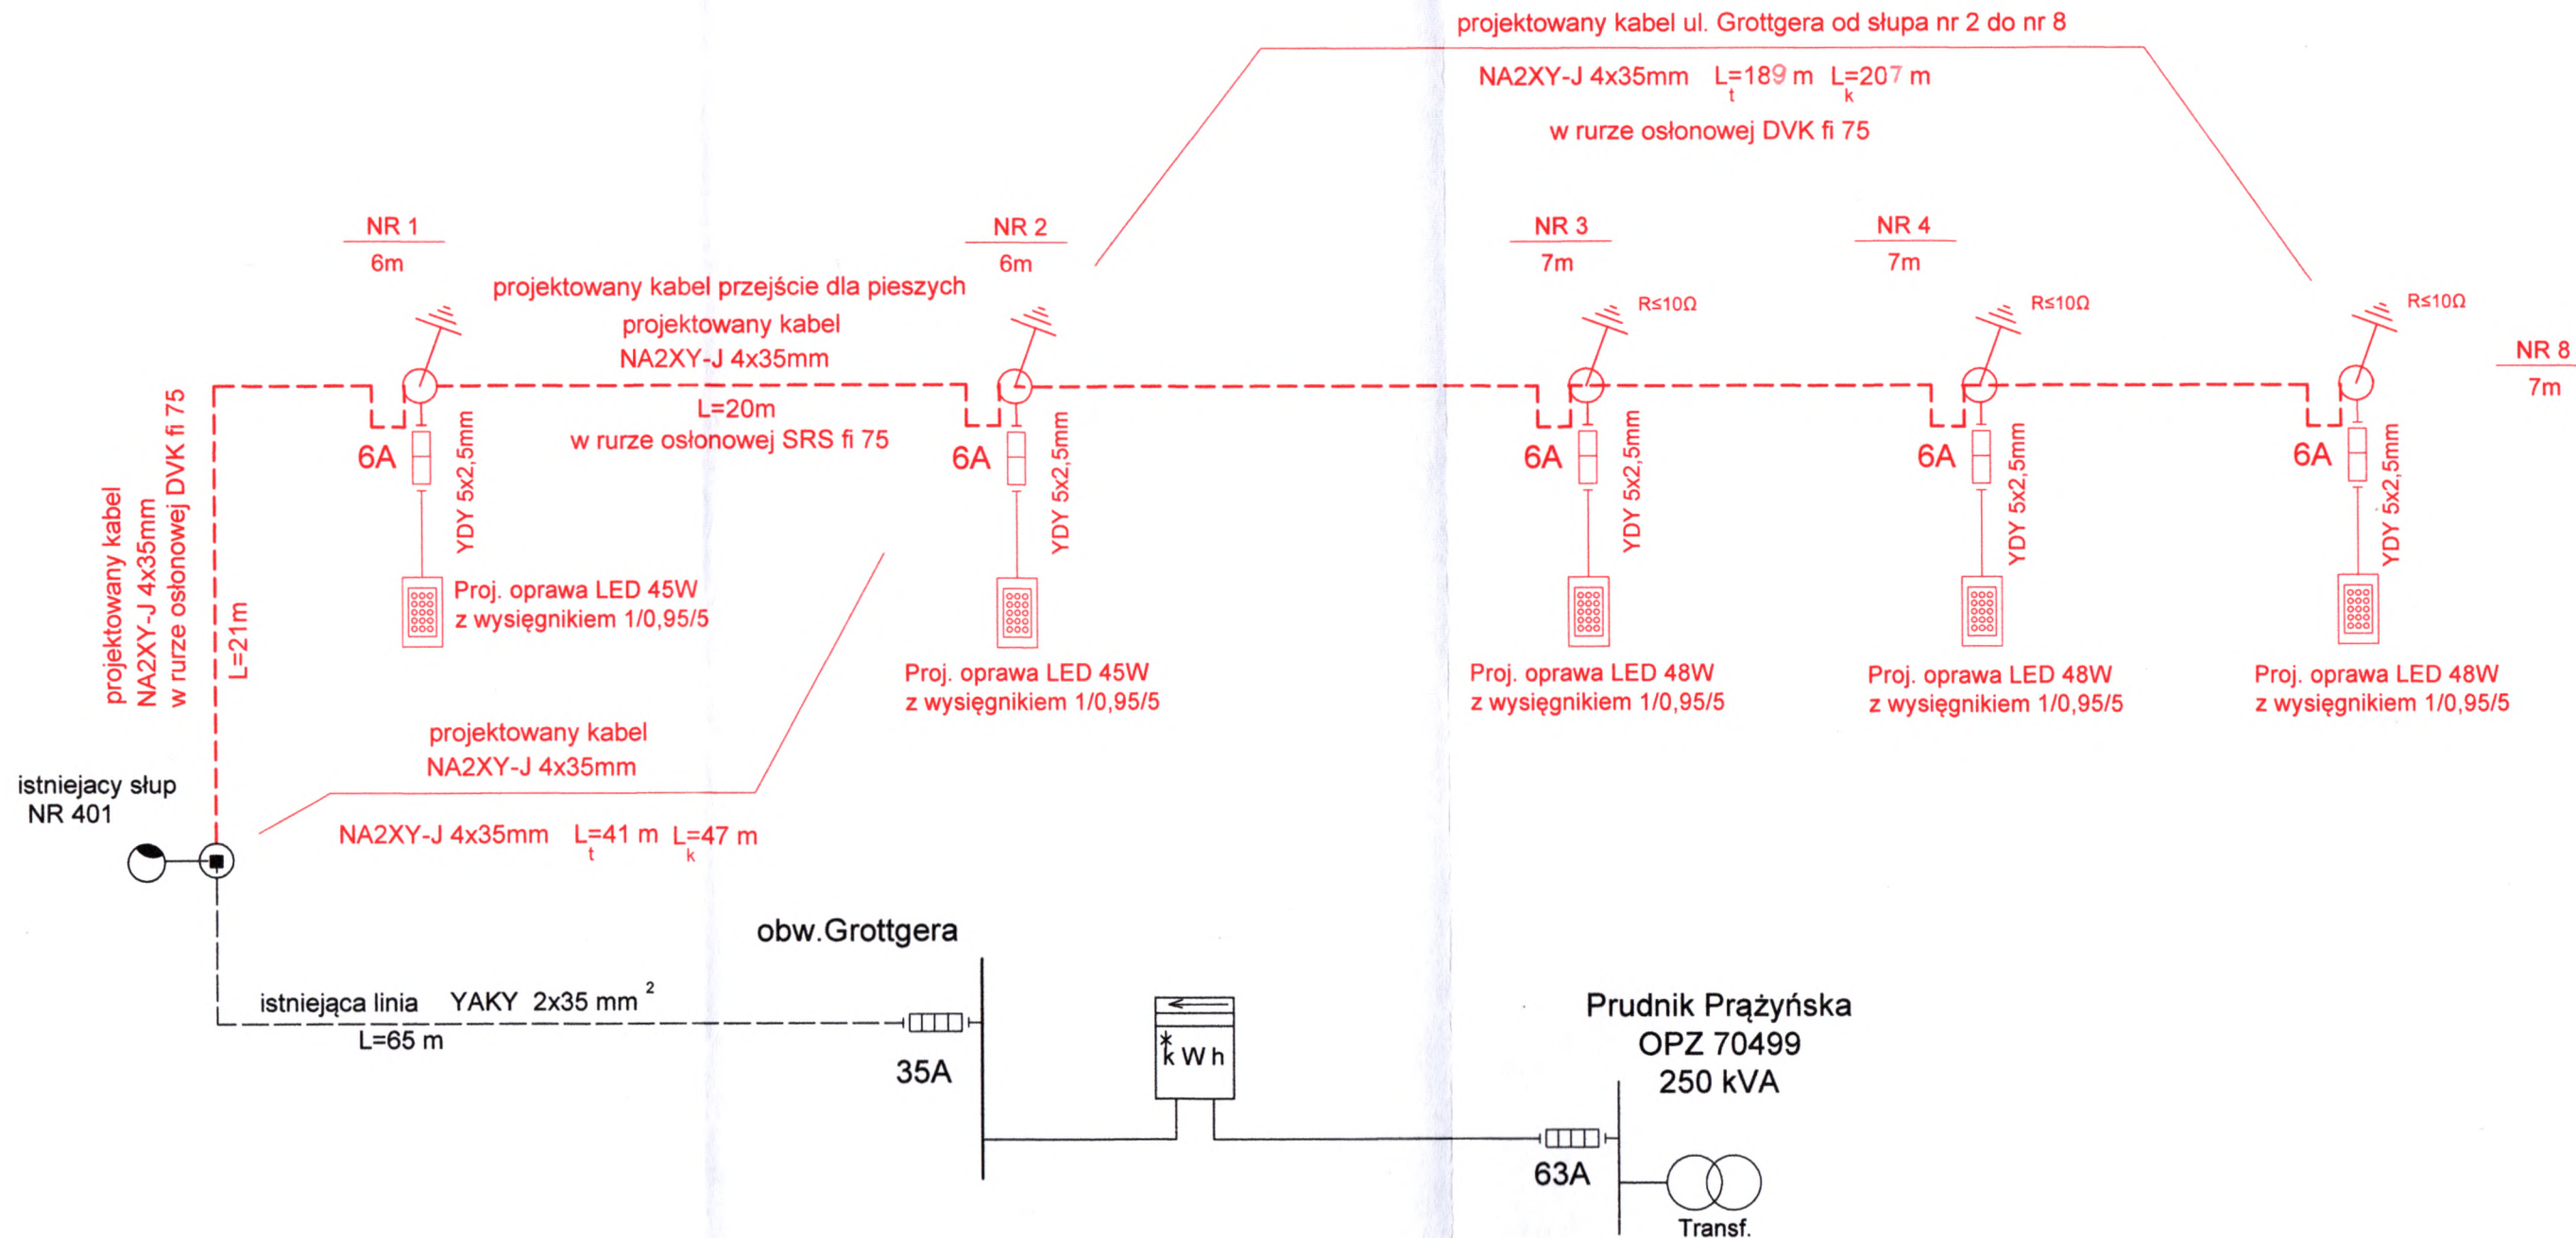 projektowany kabel ul. Grottgera od słupa nr 2 do nr 8
NA2XY-J 4x35mm L=189 m L=207 m
t k
w rurze osłonowej DVK fi 75
NR 1
6m
NR 2
6m
NR 3
7m
NR 4
7m
NR 8
7m
projektowany kabel przejście dla pieszych
projektowany kabel
NA2XY-J 4x35mm
L=20m
w rurze osłonowej SRS fi 75
R≤10Ω
R≤10Ω
R≤10Ω
6A
6A
6A
6A
6A
YDY 5x2,5mm
YDY 5x2,5mm
YDY 5x2,5mm
YDY 5x2,5mm
YDY 5x2,5mm
projektowany kabel
NA2XY-J 4x35mm
w rurze osłonowej DVK fi 75
L=21m
Proj. oprawa LED 45W
z wysięgnikiem 1/0,95/5
Proj. oprawa LED 45W
z wysięgnikiem 1/0,95/5
Proj. oprawa LED 48W
z wysięgnikiem 1/0,95/5
Proj. oprawa LED 48W
z wysięgnikiem 1/0,95/5
Proj. oprawa LED 48W
z wysięgnikiem 1/0,95/5
projektowany kabel
NA2XY-J 4x35mm
NA2XY-J 4x35mm L=41 m L=47 m
t k
istniejacy słup
NR 401
obw.Grottgera
istniejąca linia YAKY 2x35 mm²
L=65 m
35A
* kWh
Prudnik Prążyńska
OPZ 70499
250 kVA
63A
Transf.